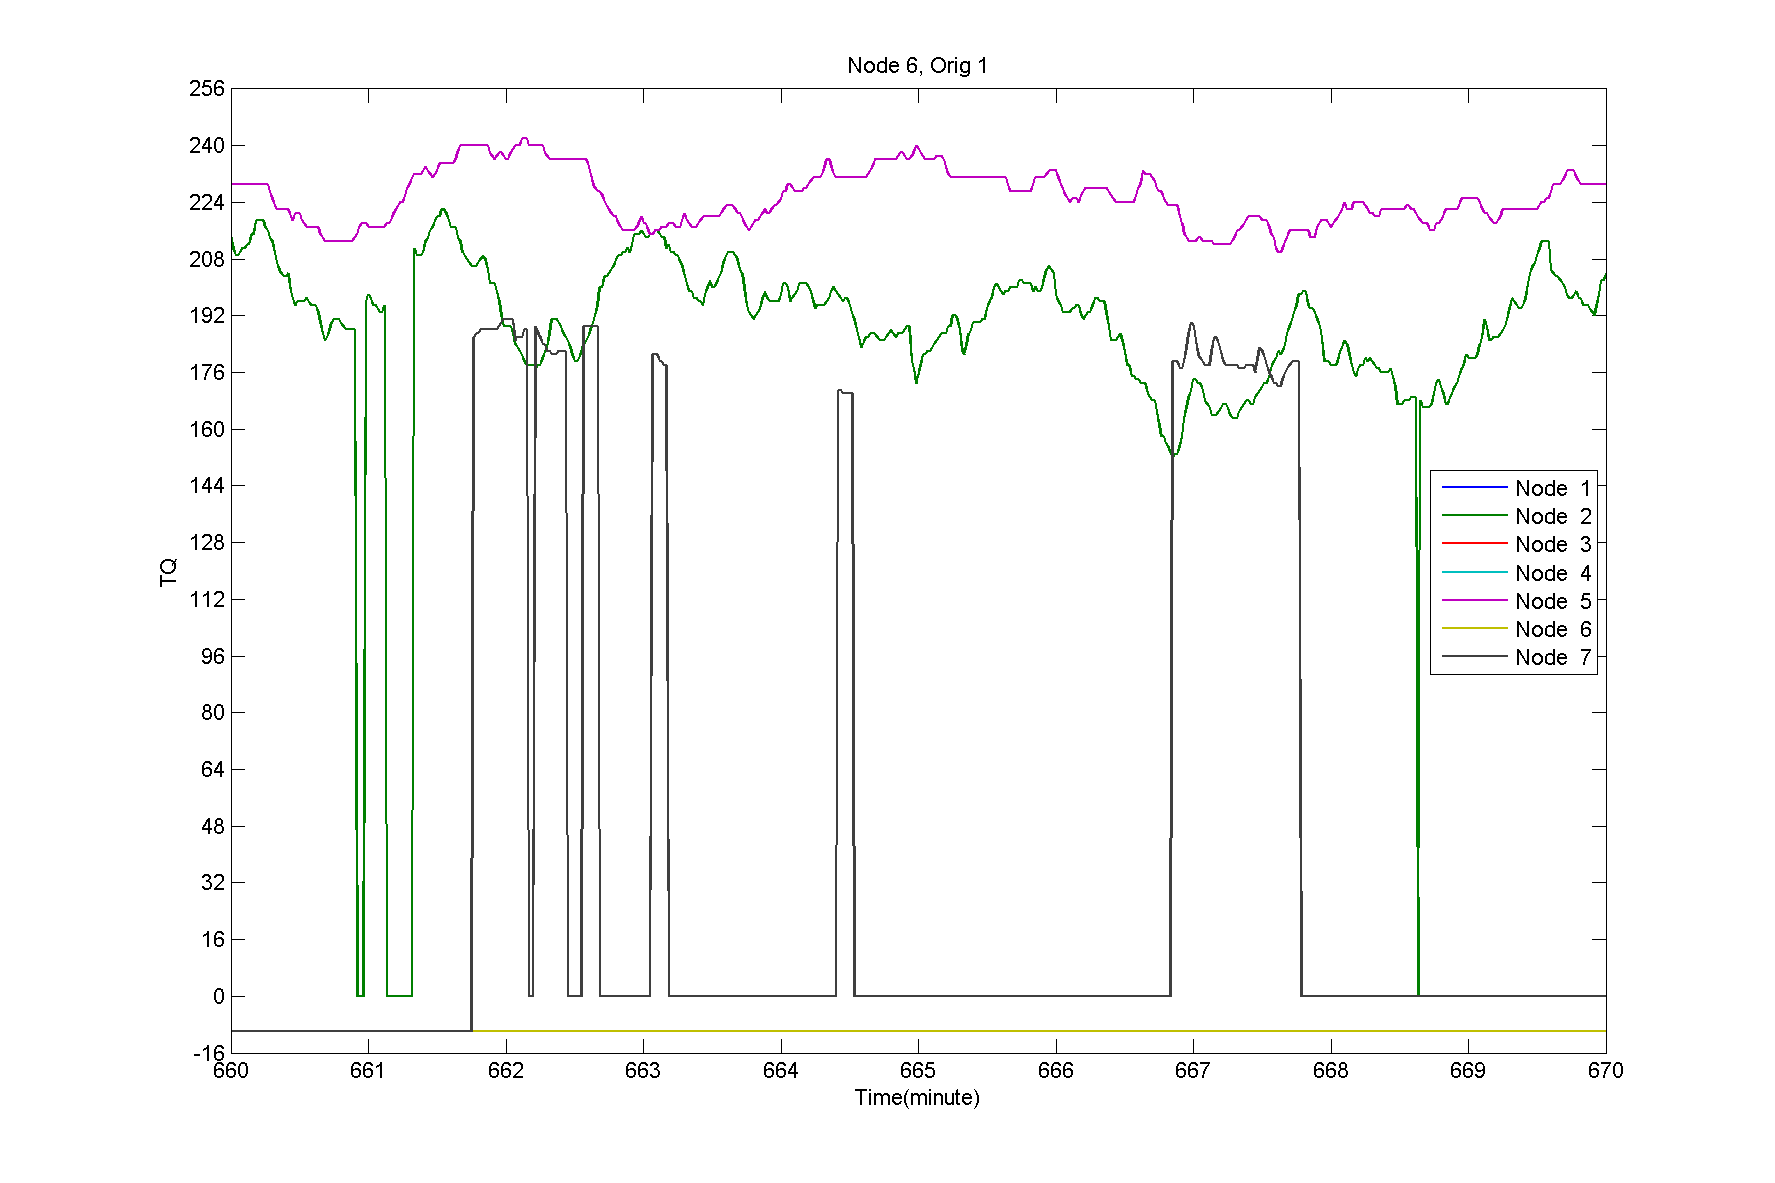 Node 6, Orig 1
256
240
224
208
192
176
160
144
128
112
96
80
64
48
32
16
0
-16
TQ
Node 1
Node 2
Node 3
Node 4
Node 5
Node 6
Node 7
660 661 662 663 664 665 666 667 668 669 670
Time(minute)